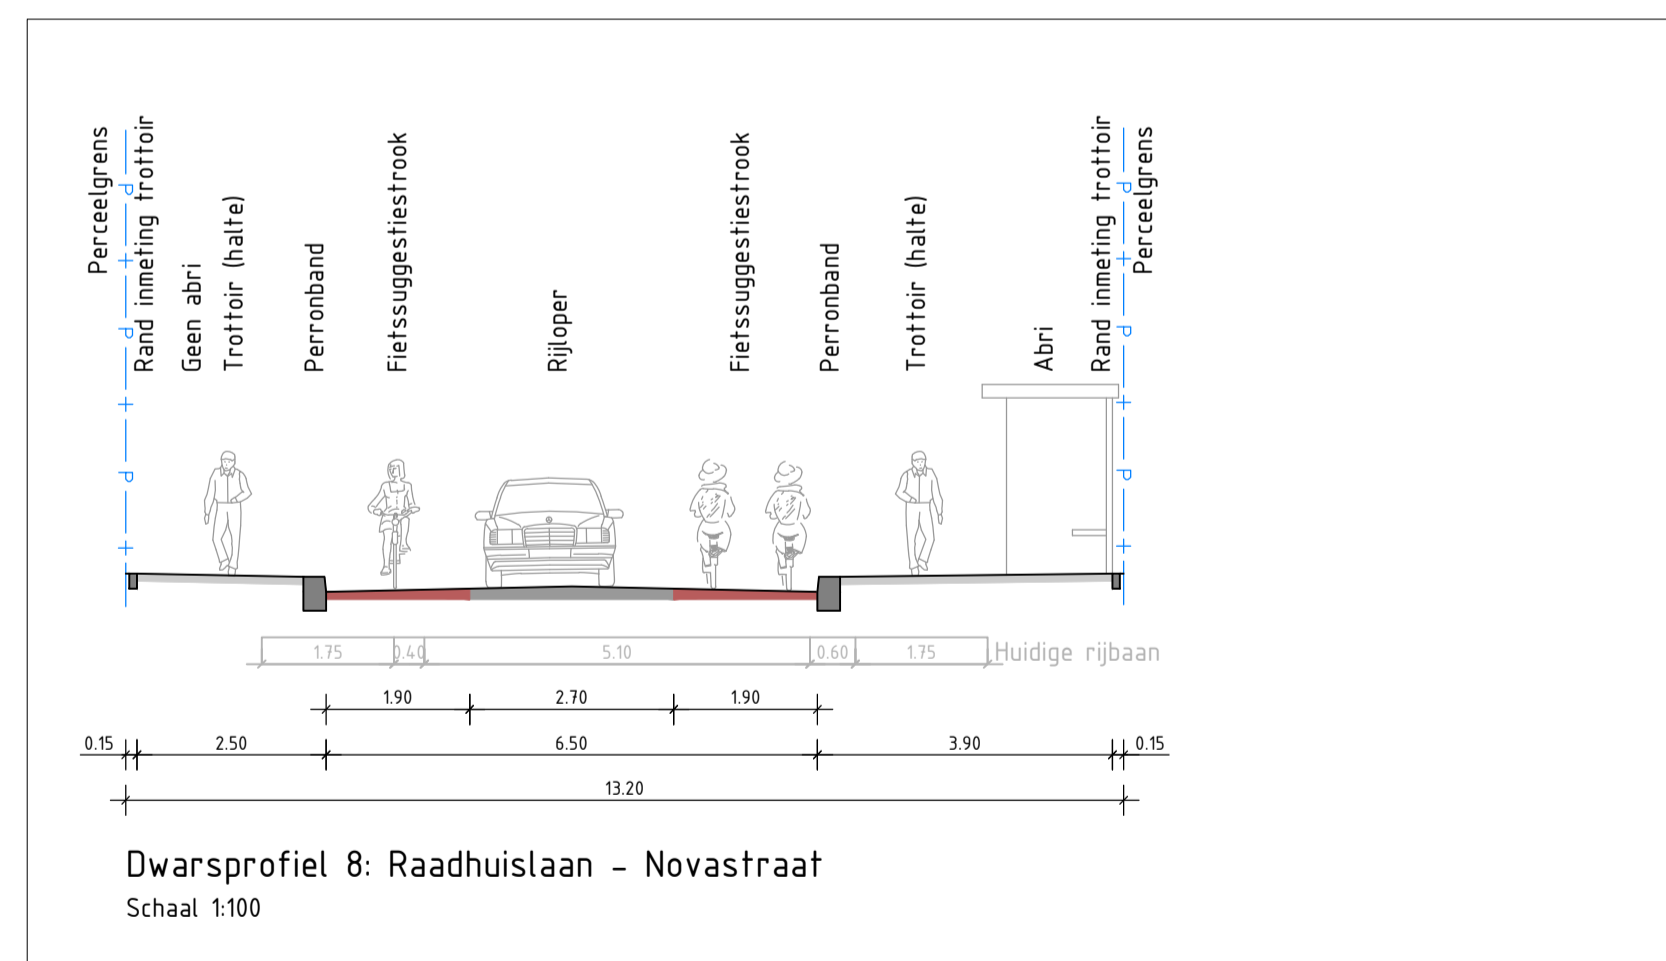 Perceelgrens
Rand inmeting trottoir
Geen abri
Trottoir (halte)
Perronband
Fietssuggestiestrook
Rijloper
Fietssuggestiestrook
Perronband
Trottoir (halte)
Abri
Rand inmeting trottoir
Perceelgrens
P
P
P
P
P
P
1.75 0.40 5.10 0.60 1.75 Huidige rijbaan
1.90 2.70 1.90
0.15 2.50 6.50 3.90 0.15
13.20
Dwarsprofiel 8: Raadhuislaan - Novastraat
Schaal 1:100